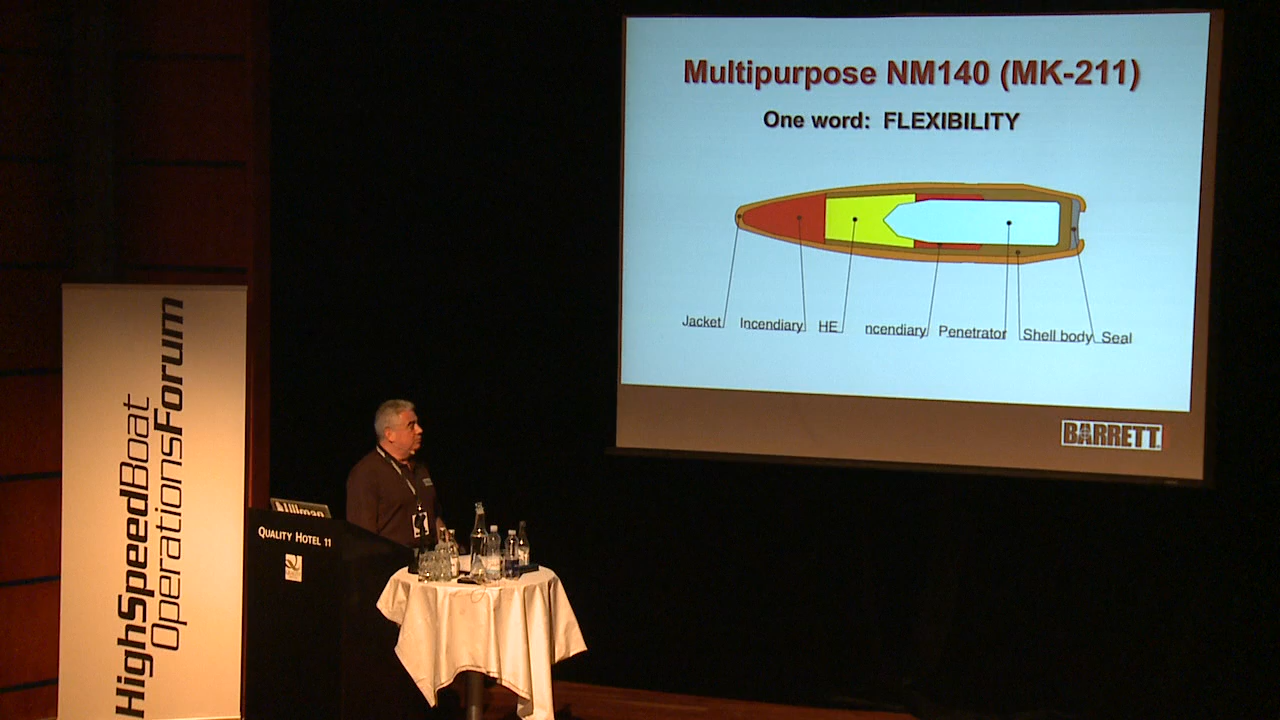 Multipurpose NM140 (MK-211)
One word: FLEXIBILITY
Jacket
Incendiary
HE
ncendiary
Penetrator
Shell body
Seal
BARRETT
HighSpeedBoat
OperationsForum
Ullman
QUALITY HOTEL 11